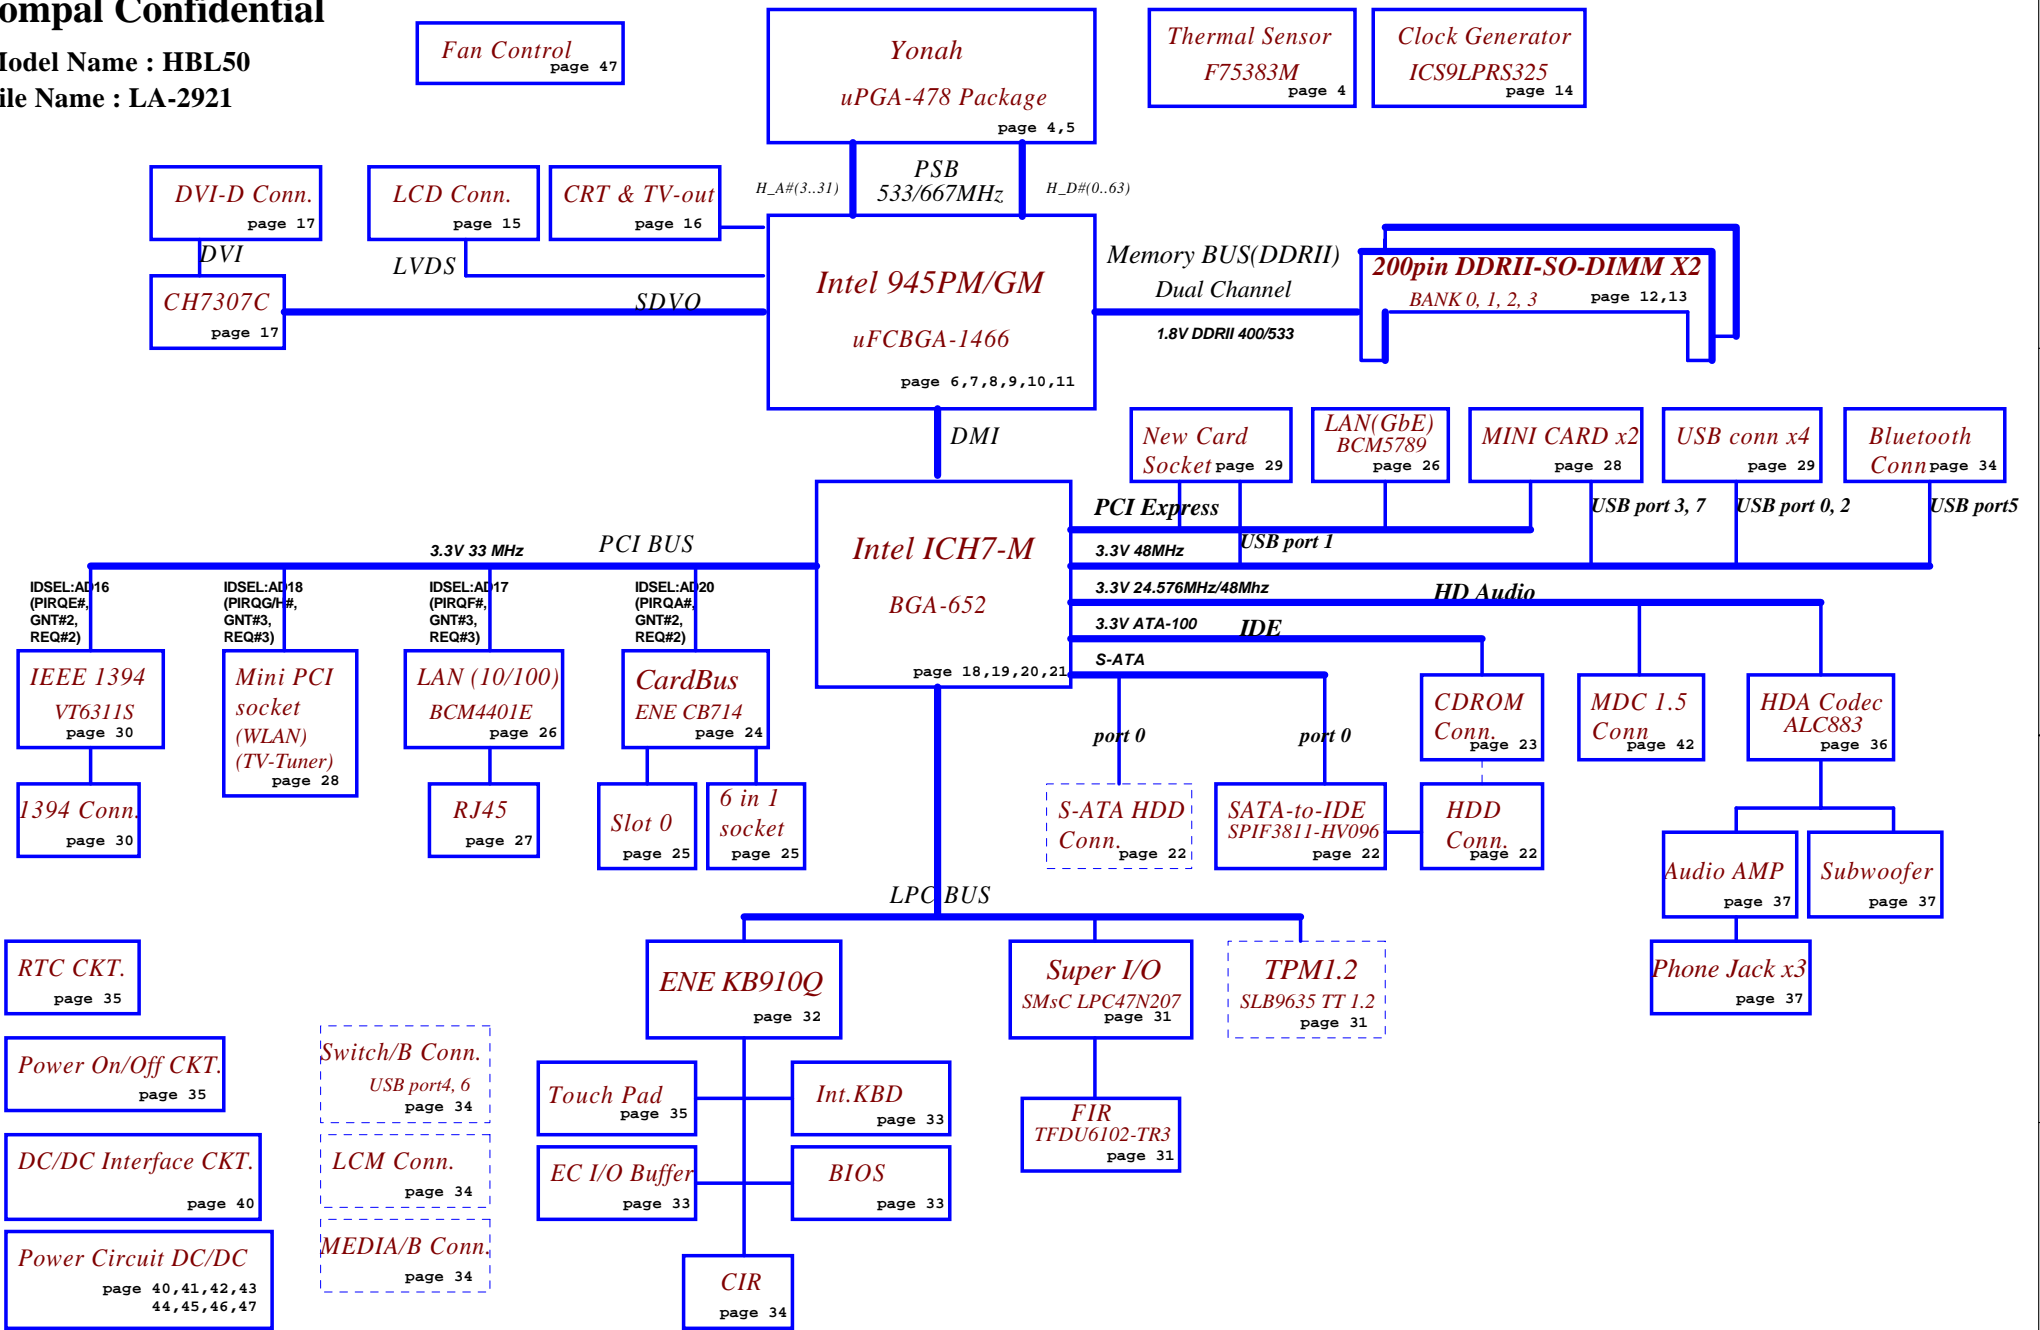 ompal Confidential
Model Name : HBL50
ile Name : LA-2921
Fan Control
page 47
Yonah
uPGA-478 Package
page 4,5
Thermal Sensor
F75383M
page 4
Clock Generator
ICS9LPRS325
page 14
PSB
533/667MHz
H_A#(3..31)
H_D#(0..63)
DVI-D Conn.
page 17
LCD Conn.
page 15
CRT & TV-out
page 16
DVI
LVDS
SDVO
CH7307C
page 17
Intel 945PM/GM
uFCBGA-1466
page 6,7,8,9,10,11
Memory BUS(DDRII)
Dual Channel
1.8V DDRII 400/533
200pin DDRII-SO-DIMM X2
BANK 0, 1, 2, 3
page 12,13
DMI
New Card
Socket
page 29
LAN(GbE)
BCM5789
page 26
MINI CARD x2
page 28
USB conn x4
page 29
Bluetooth
Conn
page 34
PCI Express
USB port 3, 7
USB port 0, 2
USB port5
USB port 1
Intel ICH7-M
BGA-652
page 18,19,20,21
3.3V 48MHz
3.3V 24.576MHz/48Mhz
HD Audio
3.3V ATA-100
IDE
S-ATA
3.3V 33 MHz
PCI BUS
IDSEL:AD16
(PIRQE#,
GNT#2,
REQ#2)
IDSEL:AD18
(PIRQG/H#,
GNT#3,
REQ#3)
IDSEL:AD17
(PIRQF#,
GNT#3,
REQ#3)
IDSEL:AD20
(PIRQA#,
GNT#2,
REQ#2)
IEEE 1394
VT6311S
page 30
Mini PCI
socket
(WLAN)
(TV-Tuner)
page 28
LAN (10/100)
BCM4401E
page 26
CardBus
ENE CB714
page 24
1394 Conn.
page 30
RJ45
page 27
Slot 0
page 25
6 in 1
socket
page 25
port 0
port 0
CDROM
Conn.
page 23
MDC 1.5
Conn
page 42
HDA Codec
ALC883
page 36
S-ATA HDD
Conn.
page 22
SATA-to-IDE
SPIF3811-HV096
page 22
HDD
Conn.
page 22
Audio AMP
page 37
Subwoofer
page 37
Phone Jack x3
page 37
LPC BUS
RTC CKT.
page 35
ENE KB910Q
page 32
Super I/O
SMsC LPC47N207
page 31
TPM1.2
SLB9635 TT 1.2
page 31
Power On/Off CKT.
page 35
Switch/B Conn.
USB port4, 6
page 34
Touch Pad
page 35
Int.KBD
page 33
FIR
TFDU6102-TR3
page 31
DC/DC Interface CKT.
page 40
LCM Conn.
page 34
EC I/O Buffer
page 33
BIOS
page 33
Power Circuit DC/DC
page 40,41,42,43
44,45,46,47
MEDIA/B Conn.
page 34
CIR
page 34